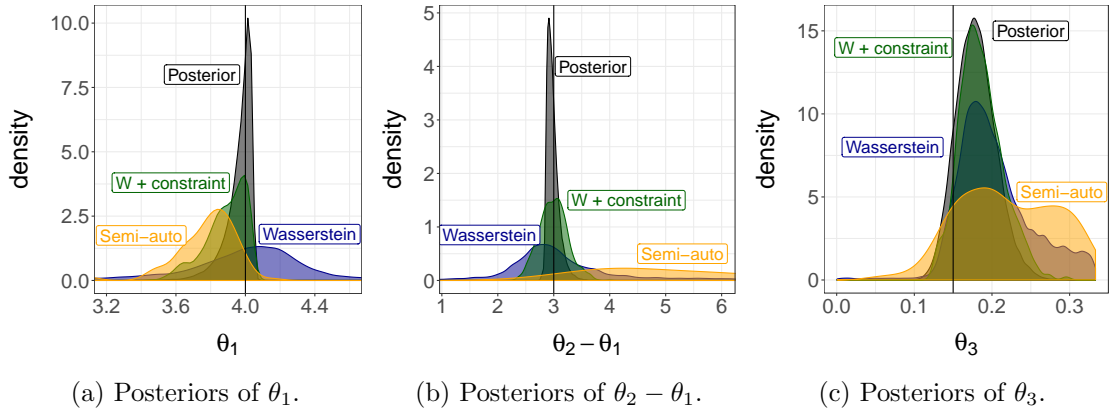 density
10.0
7.5
5.0
2.5
0.0
Posterior
W + constraint
Semi−auto
Wasserstein
3.2 3.6 4.0 4.4
θ1
(a) Posteriors of θ1.
density
5
4
3
2
1
0
Posterior
W + constraint
Wasserstein
Semi−auto
1 2 3 4 5 6
θ2 − θ1
(b) Posteriors of θ2 − θ1.
density
15
10
5
0
Posterior
W + constraint
Wasserstein
Semi−auto
0.0 0.1 0.2 0.3
θ3
(c) Posteriors of θ3.